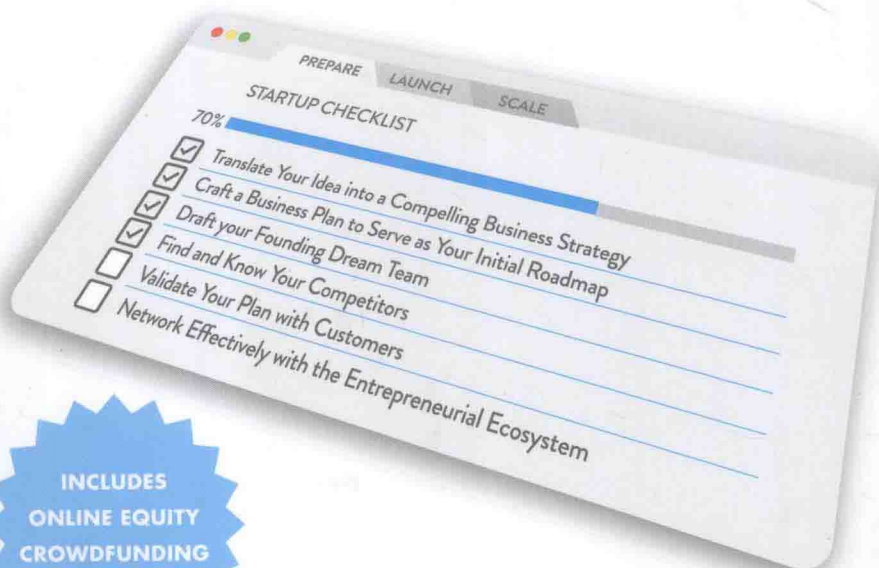 PREPARE
LAUNCH
SCALE
STARTUP CHECKLIST
70%
Translate Your Idea into a Compelling Business Strategy
Craft a Business Plan to Serve as Your Initial Roadmap
Draft your Founding Dream Team
Find and Know Your Competitors
Validate Your Plan with Customers
Network Effectively with the Entrepreneurial Ecosystem
INCLUDES
ONLINE EQUITY
CROWDFUNDING